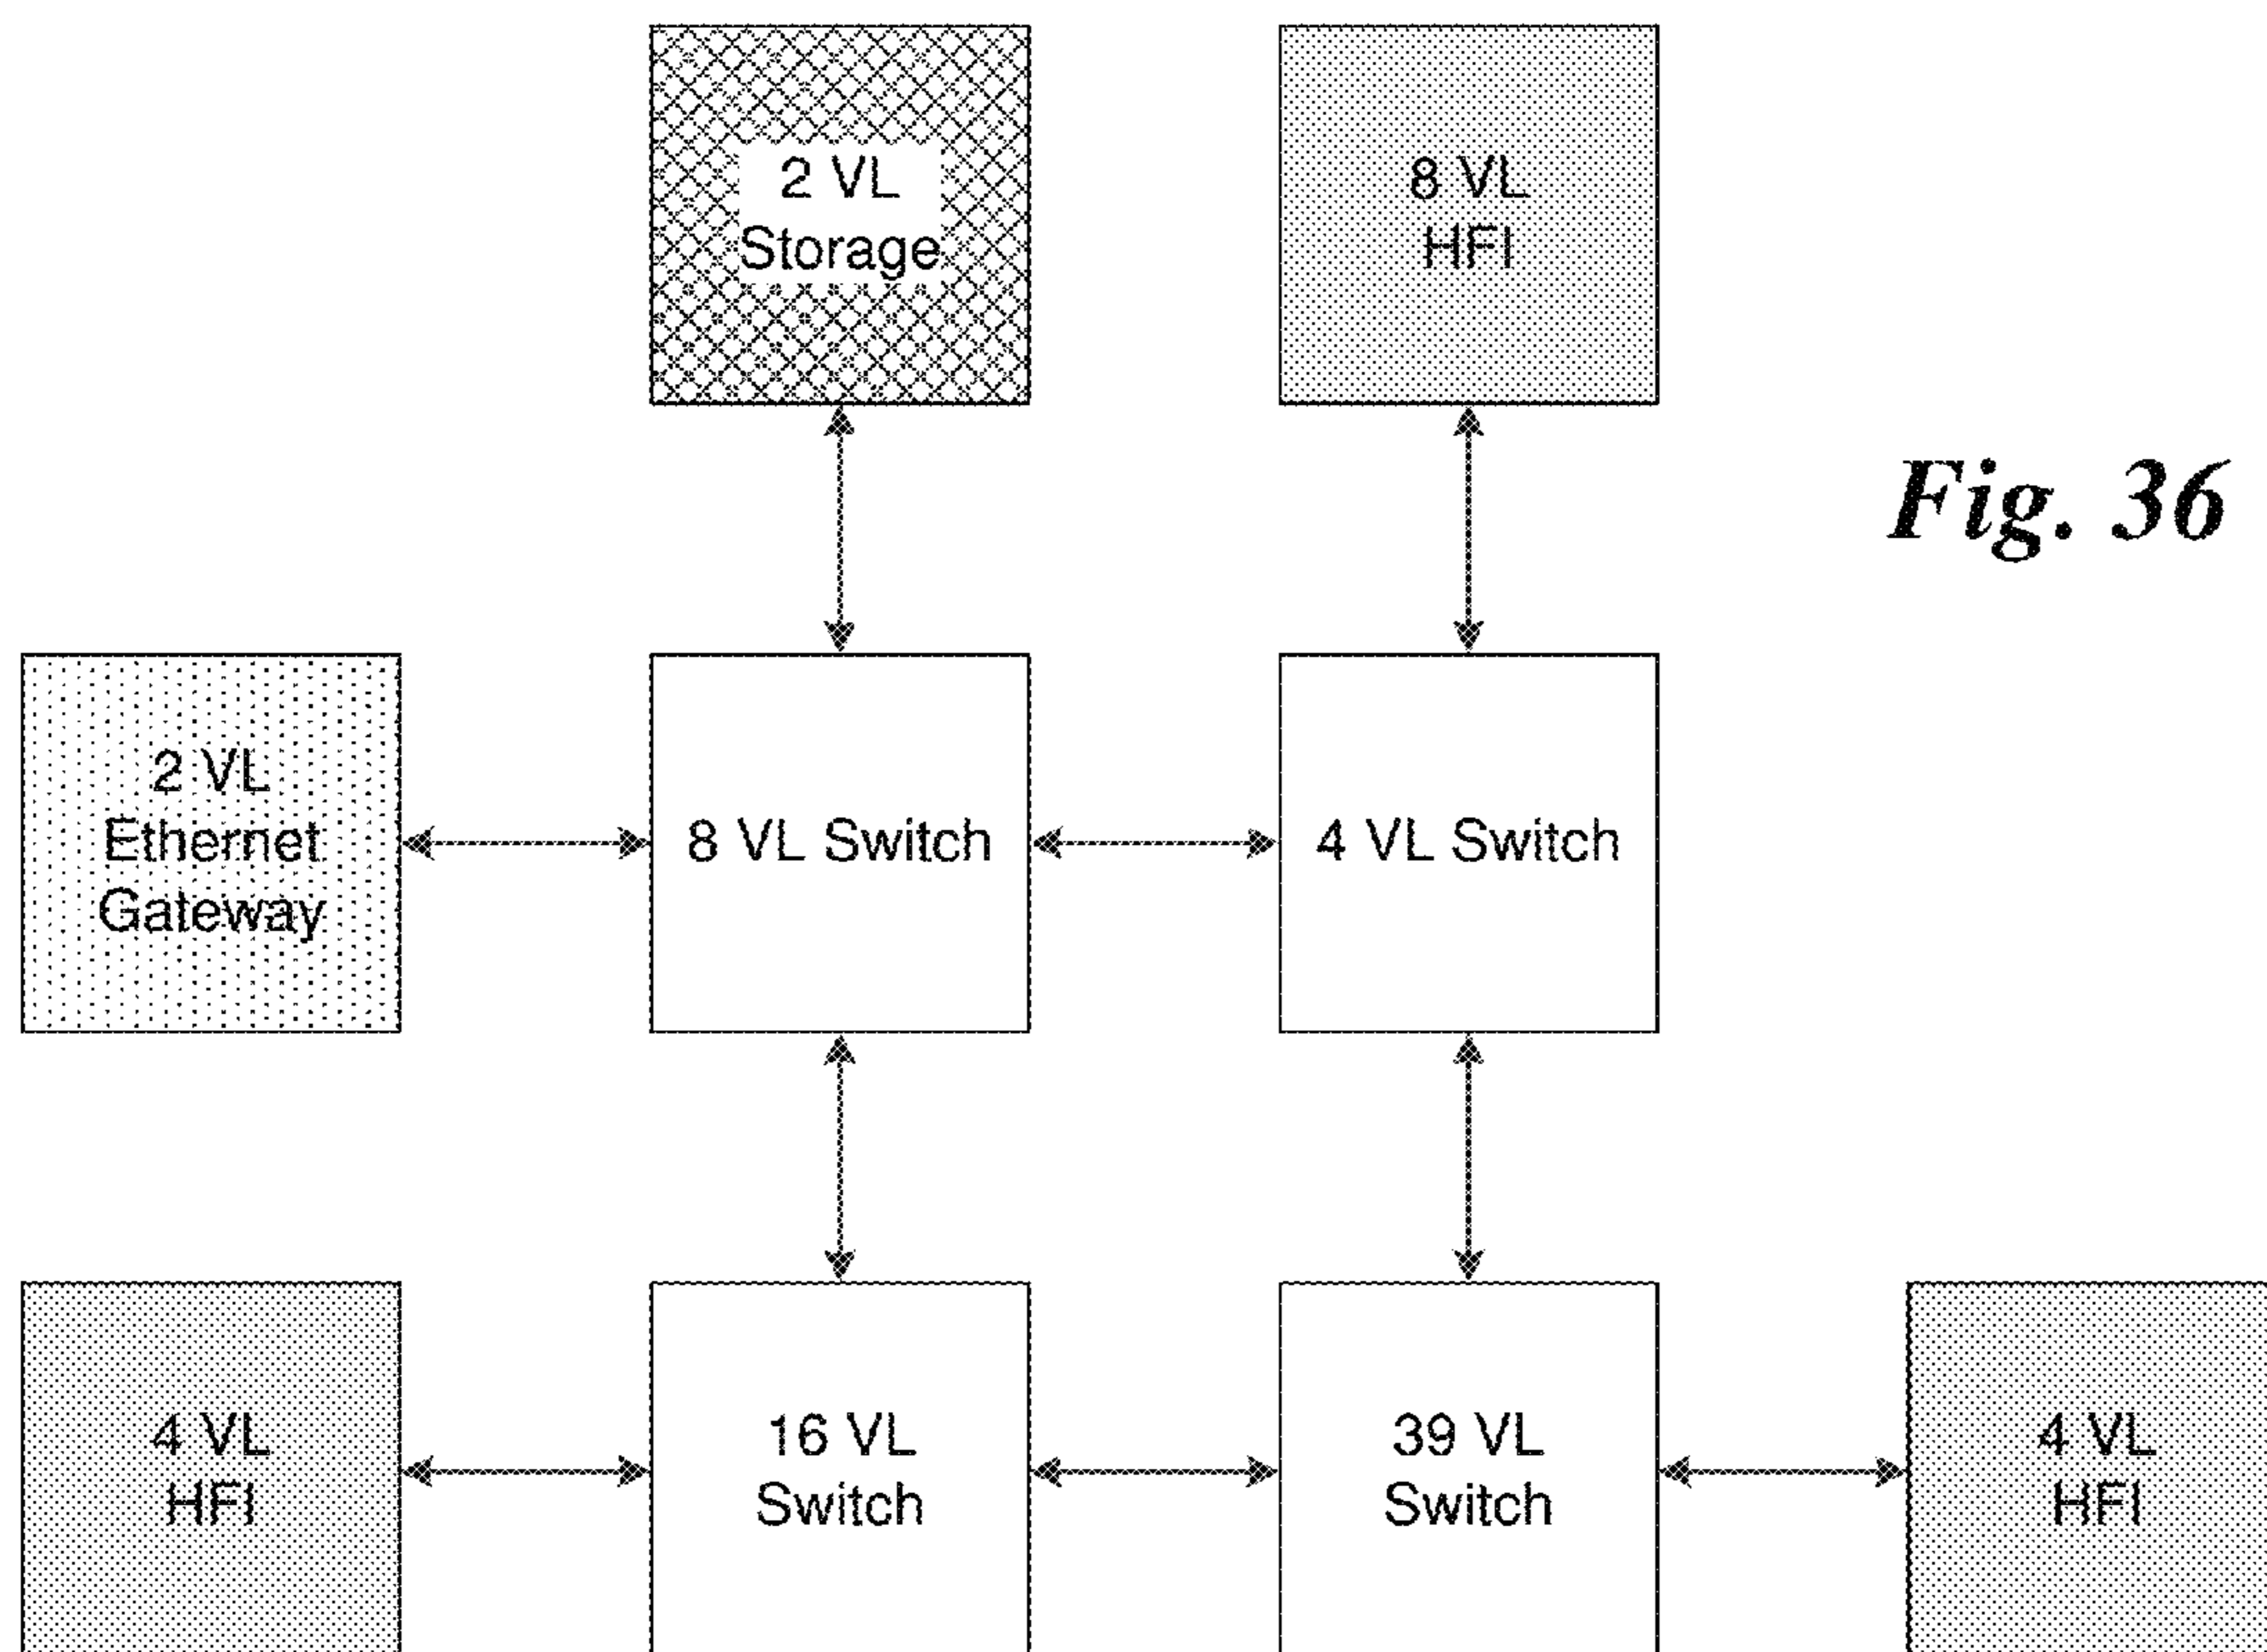 2 VL
Storage
8 VL
HFI
Fig. 36
2 VL
Ethernet
Gateway
8 VL Switch
4 VL Switch
4 VL
HFI
16 VL
Switch
39 VL
Switch
4 VL
HFI